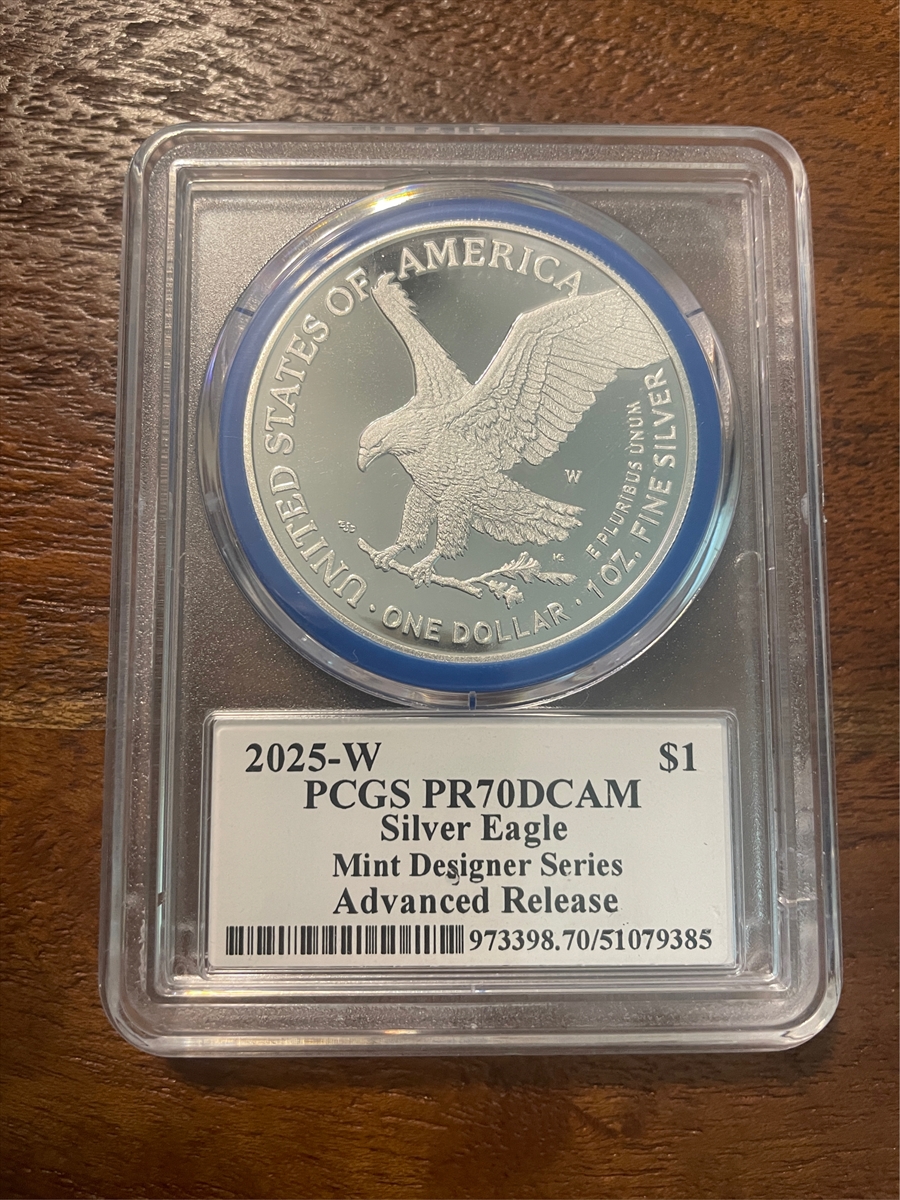 UNITED STATES OF AMERICA
W
E PLURIBUS UNUM
1 OZ. FINE SILVER
· ONE DOLLAR ·
2025-W $1
PCGS PR70DCAM
Silver Eagle
Mint Designer Series
Advanced Release
973398.70/51079385